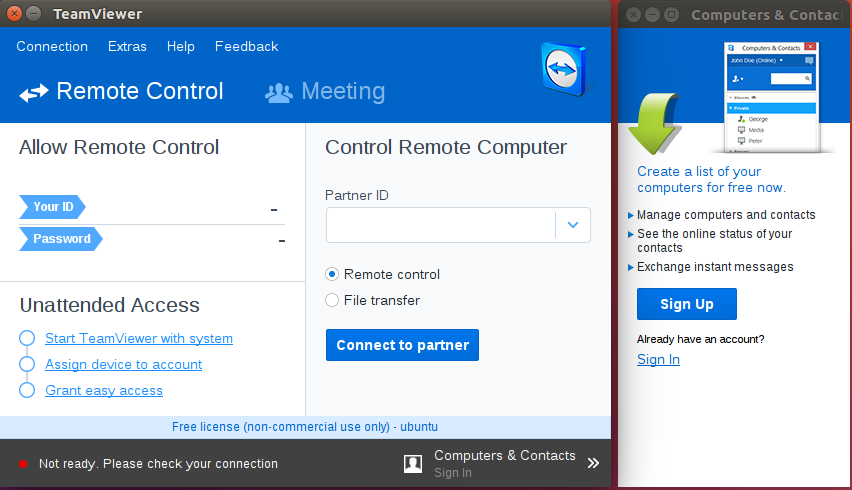 TeamViewer
Connection Extras Help Feedback
Remote Control Meeting
Allow Remote Control
Your ID -
Password -
Unattended Access
Start TeamViewer with system
Assign device to account
Grant easy access
Control Remote Computer
Partner ID
Remote control
File transfer
Connect to partner
Free license (non-commercial use only) - ubuntu
Not ready. Please check your connection
Computers & Contacts
Sign In
Computers & Contact
Computers & Contacts
John Doe (Online)
Private
George
Media
Peter
Create a list of your
computers for free now.
Manage computers and contacts
See the online status of your
contacts
Exchange instant messages
Sign Up
Already have an account?
Sign In